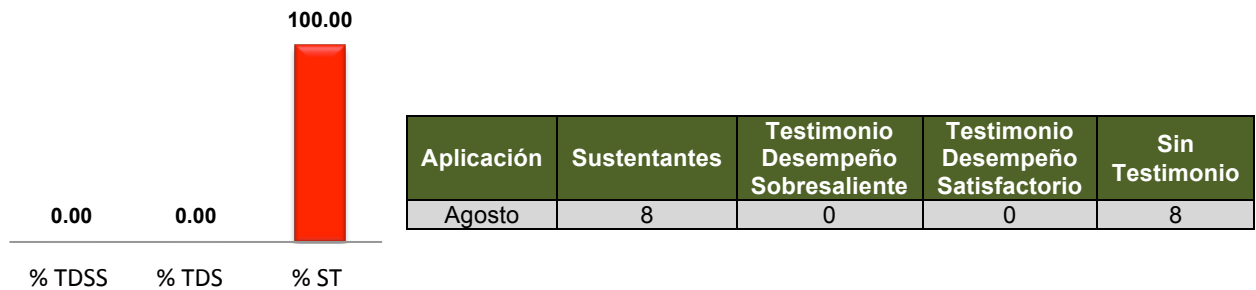 100.00
0.00 0.00
% TDSS % TDS % ST
Aplicación Sustentantes Testimonio Desempeño Sobresaliente Testimonio Desempeño Satisfactorio Sin Testimonio
Agosto 8 0 0 8